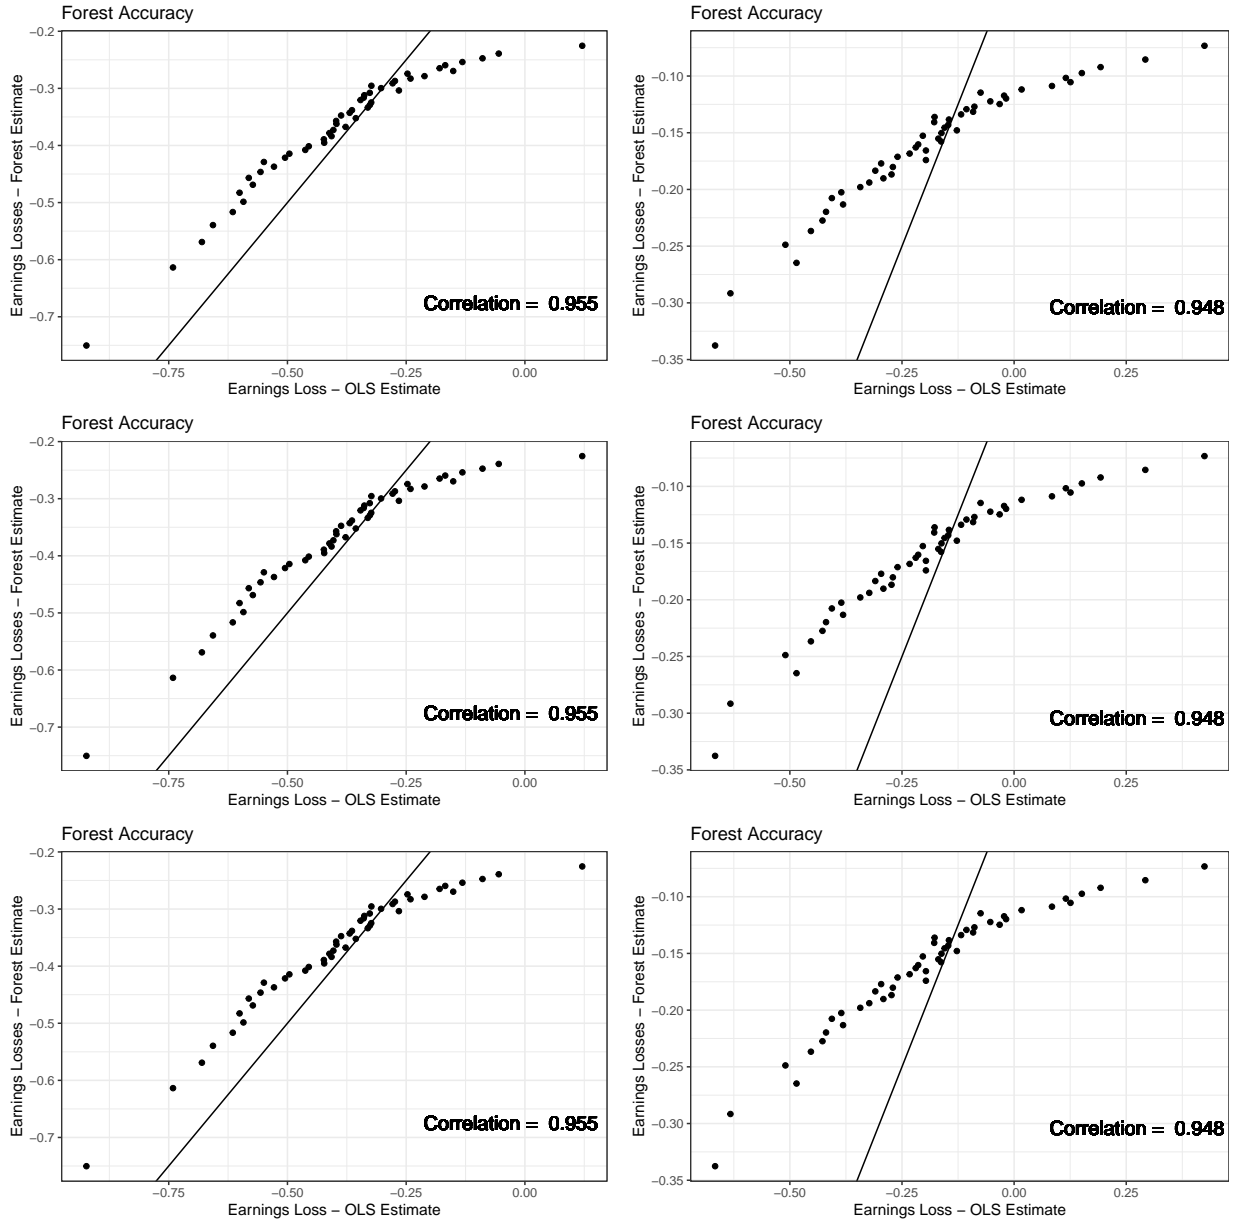 Forest Accuracy
−0.2
−0.3
−0.4
−0.5
−0.6
−0.7
Earnings Losses − Forest Estimate
Correlation = 0.955
−0.75 −0.50 −0.25 0.00
Earnings Loss − OLS Estimate
Forest Accuracy
−0.10
−0.15
−0.20
−0.25
−0.30
−0.35
Earnings Losses − Forest Estimate
Correlation = 0.948
−0.50 −0.25 0.00 0.25
Earnings Loss − OLS Estimate
Forest Accuracy
−0.2
−0.3
−0.4
−0.5
−0.6
−0.7
Earnings Losses − Forest Estimate
Correlation = 0.955
−0.75 −0.50 −0.25 0.00
Earnings Loss − OLS Estimate
Forest Accuracy
−0.10
−0.15
−0.20
−0.25
−0.30
−0.35
Earnings Losses − Forest Estimate
Correlation = 0.948
−0.50 −0.25 0.00 0.25
Earnings Loss − OLS Estimate
Forest Accuracy
−0.2
−0.3
−0.4
−0.5
−0.6
−0.7
Earnings Losses − Forest Estimate
Correlation = 0.955
−0.75 −0.50 −0.25 0.00
Earnings Loss − OLS Estimate
Forest Accuracy
−0.10
−0.15
−0.20
−0.25
−0.30
−0.35
Earnings Losses − Forest Estimate
Correlation = 0.948
−0.50 −0.25 0.00 0.25
Earnings Loss − OLS Estimate